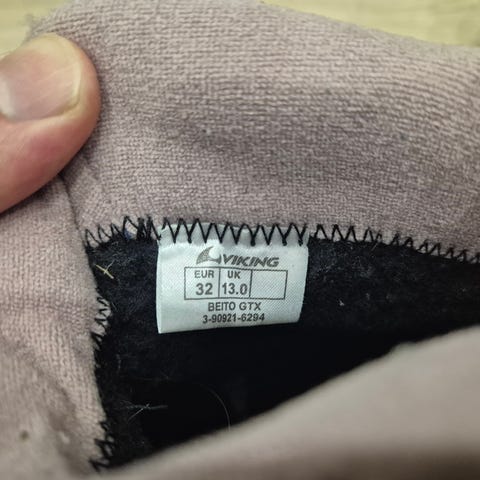 VIKING
EUR UK
32 13.0
BEITO GTX
3-90921-6294